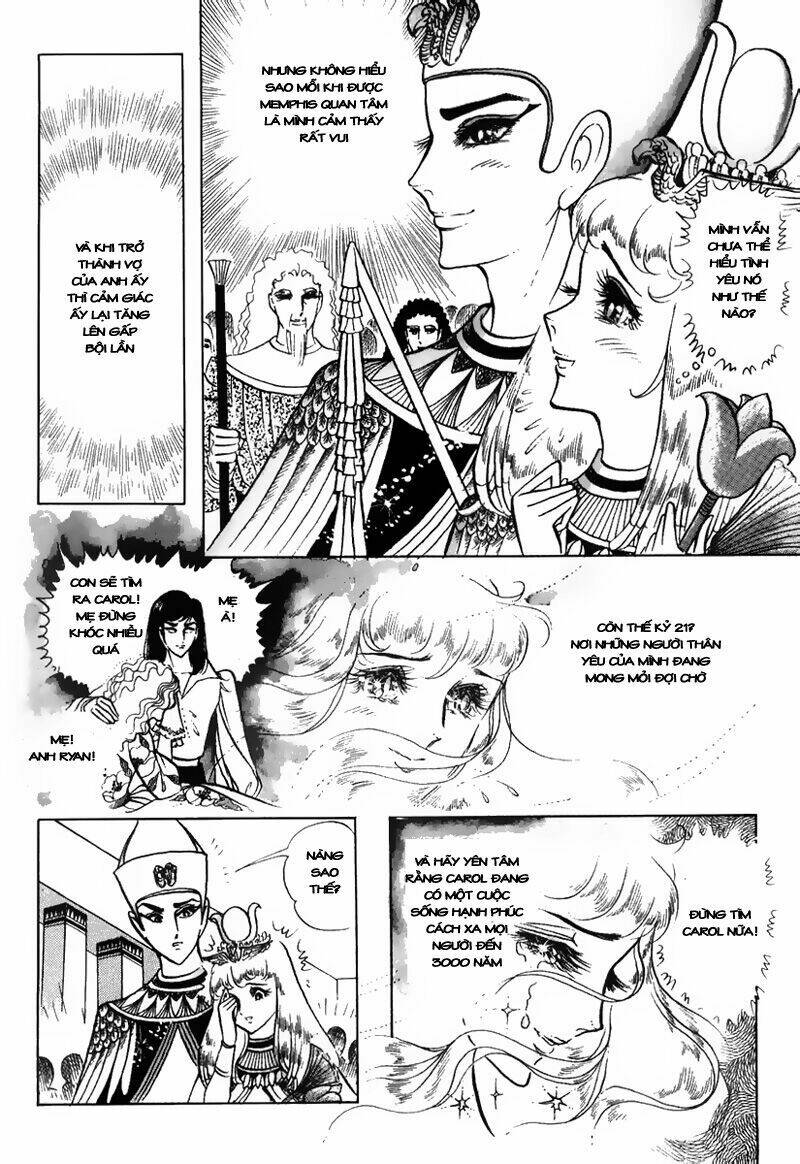 NHƯNG KHÔNG HIỂU
SAO MỖI KHI ĐƯỢC
MEMPHIS QUAN TÂM
LÀ MÌNH CẢM THẤY
RẤT VUI
MÌNH VẪN
CHƯA THỂ
HIỂU TÌNH
YÊU NÓ
NHƯ THẾ
NÀO?
VÀ KHI TRỞ
THÀNH VỢ
CỦA ANH ẤY
THÌ CẢM GIÁC
ẤY LẠI TĂNG
LÊN GẤP
BỘI LẦN
CON SẼ TÌM
RA CAROL!
MẸ ĐỪNG
KHÓC NHIỀU
QUÁ
MẸ
À!
MẸ!
ANH RYAN!
CÒN THẾ KỶ 21?
NƠI NHỮNG NGƯỜI THÂN
YÊU CỦA MÌNH ĐANG
MONG MỎI ĐỢI CHỜ
NÀNG
SAO
THẾ?
VÀ HÃY YÊN TÂM
RẰNG CAROL ĐANG
CÓ MỘT CUỘC
SỐNG HẠNH PHÚC
CÁCH XA MỌI
NGƯỜI ĐẾN
3000 NĂM
ĐỪNG TÌM
CAROL NỮA!